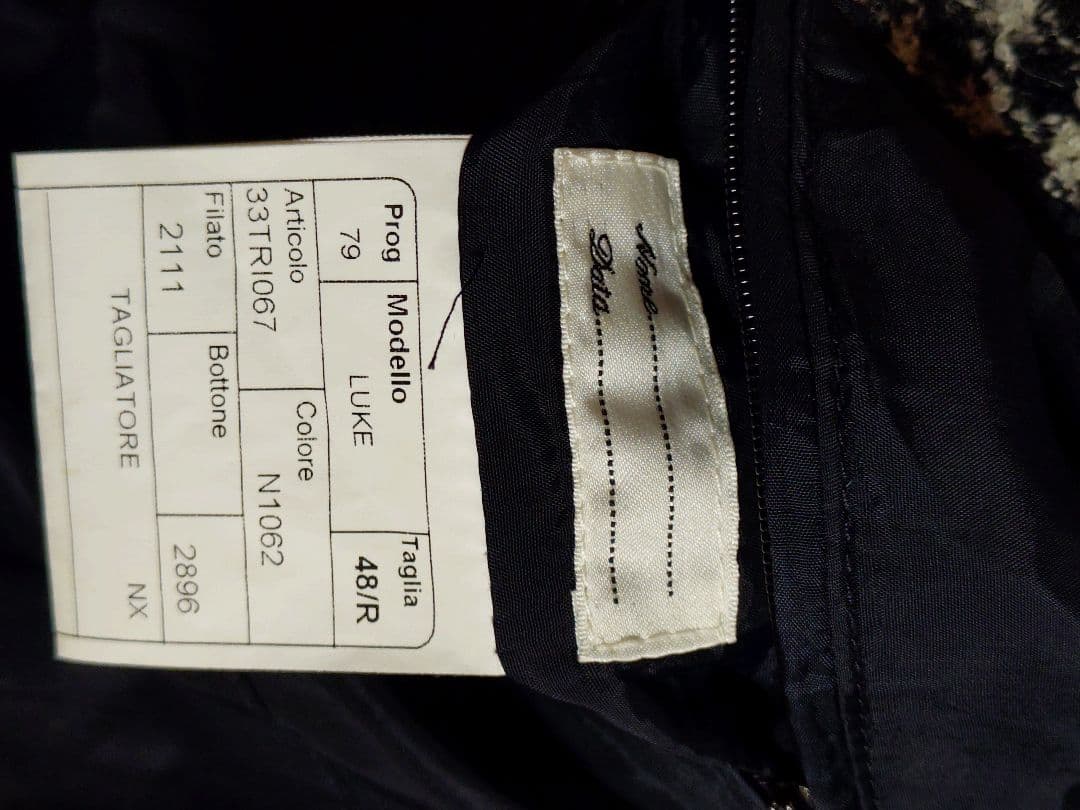 Nome
Data
Prog Modello Taglia
79 LUKE 48/R
Articolo Colore
33TRI067 N1062
Filato Bottone
2111 2896
TAGLIATORE NX